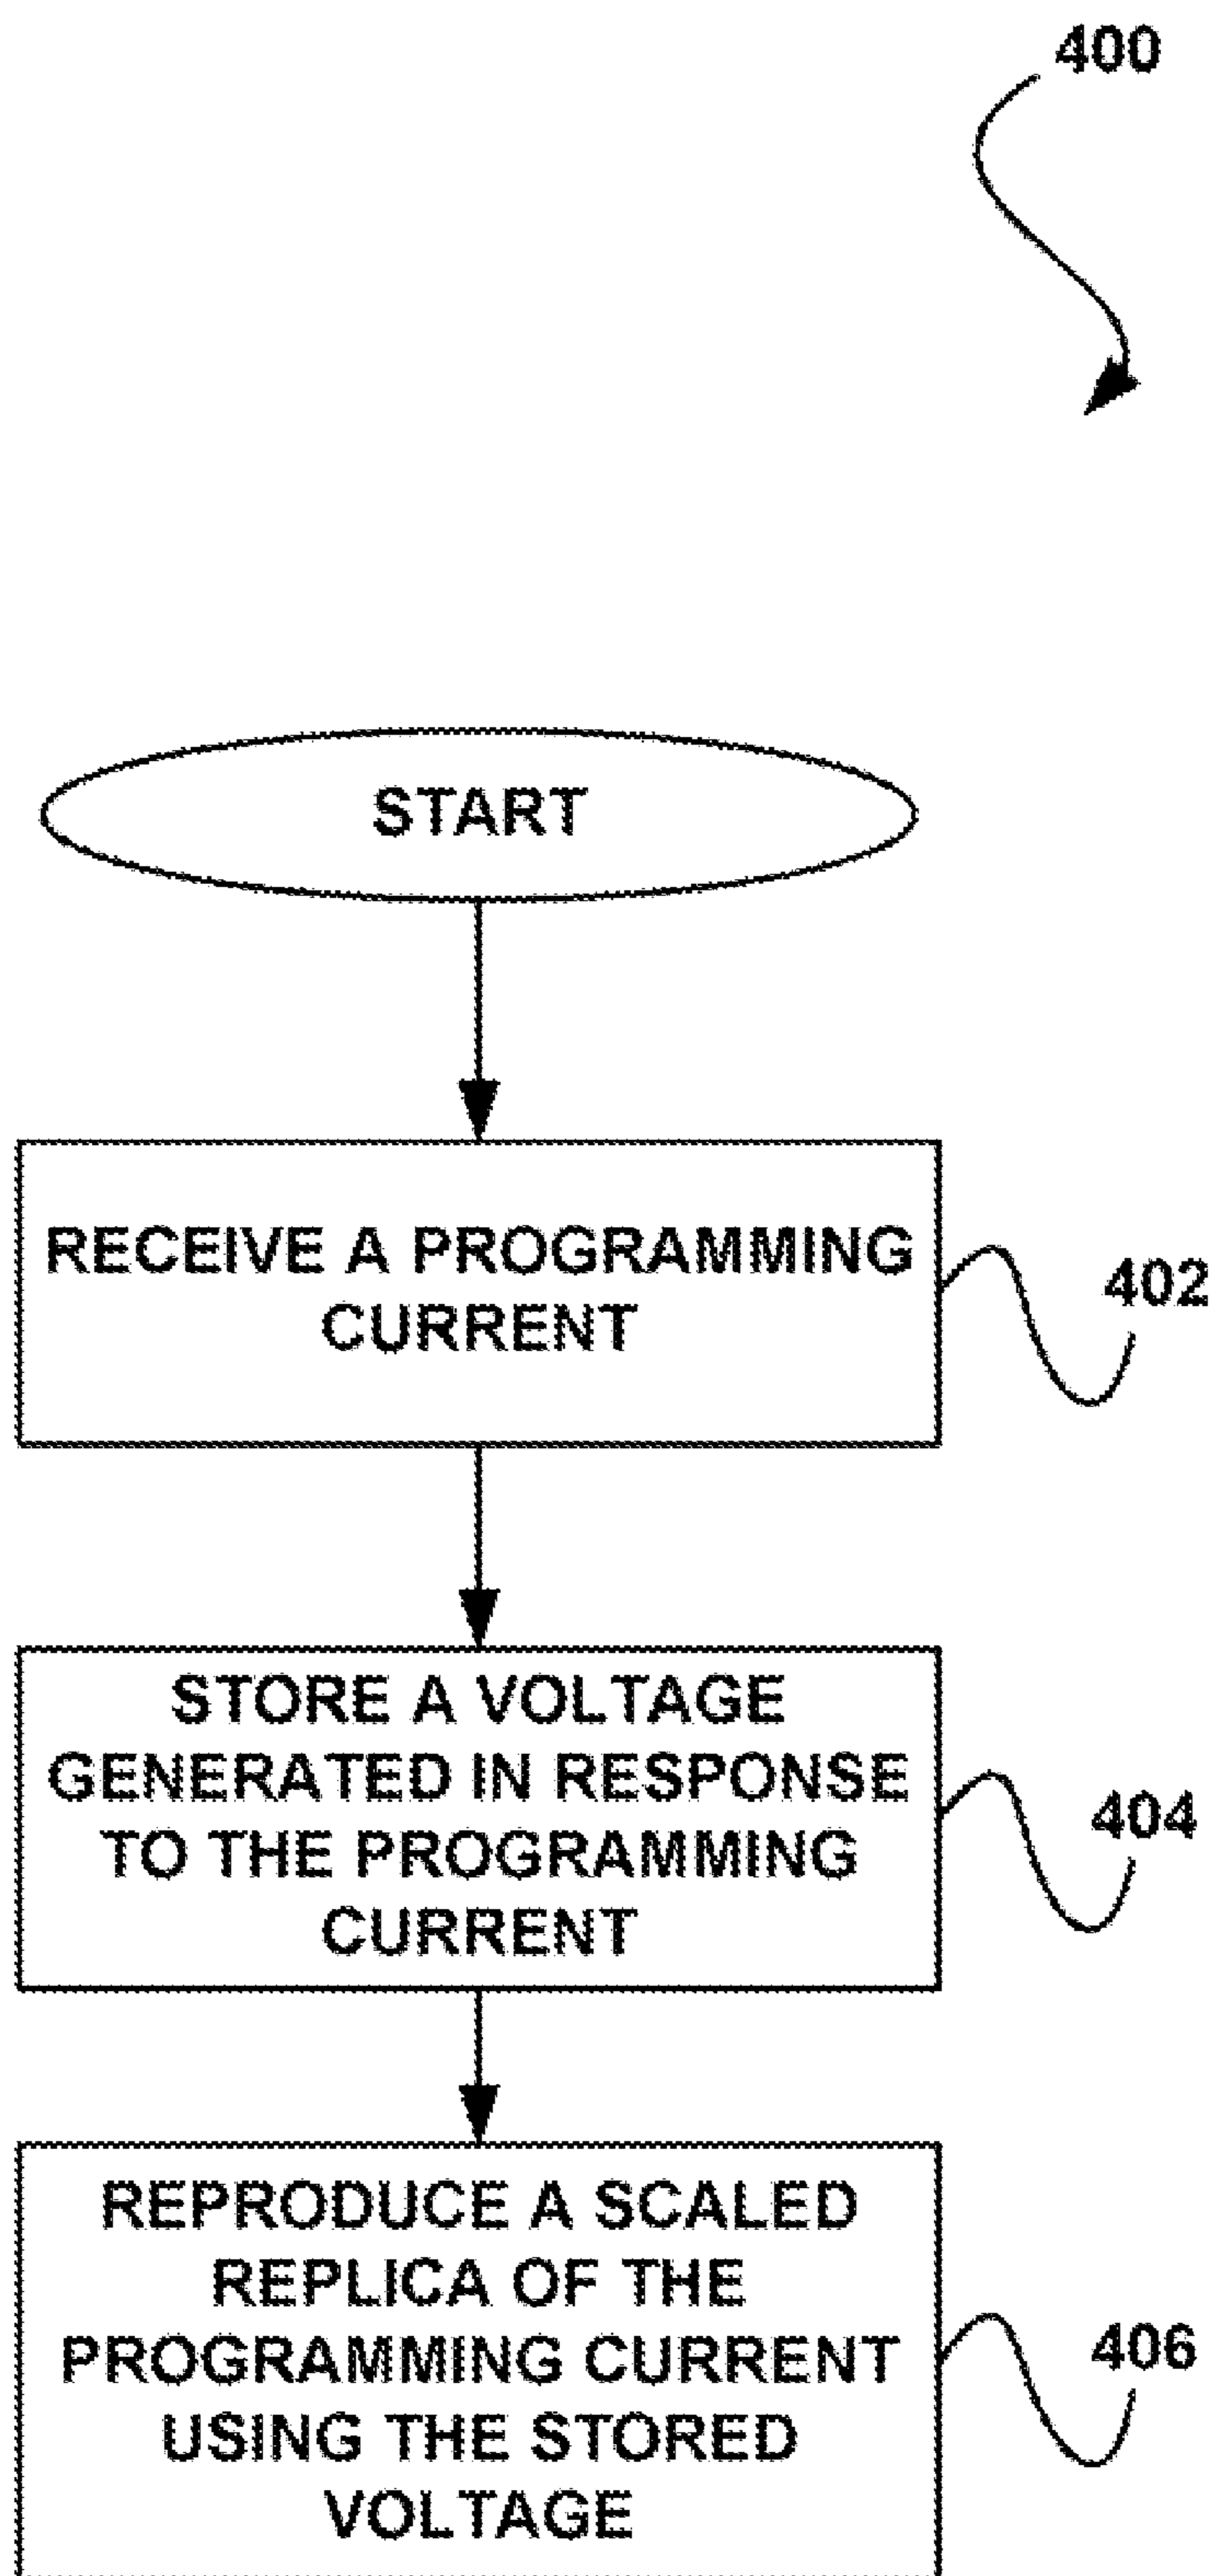 400
START
RECEIVE A PROGRAMMING
CURRENT
402
STORE A VOLTAGE
GENERATED IN RESPONSE
TO THE PROGRAMMING
CURRENT
404
REPRODUCE A SCALED
REPLICA OF THE
PROGRAMMING CURRENT
USING THE STORED
VOLTAGE
406